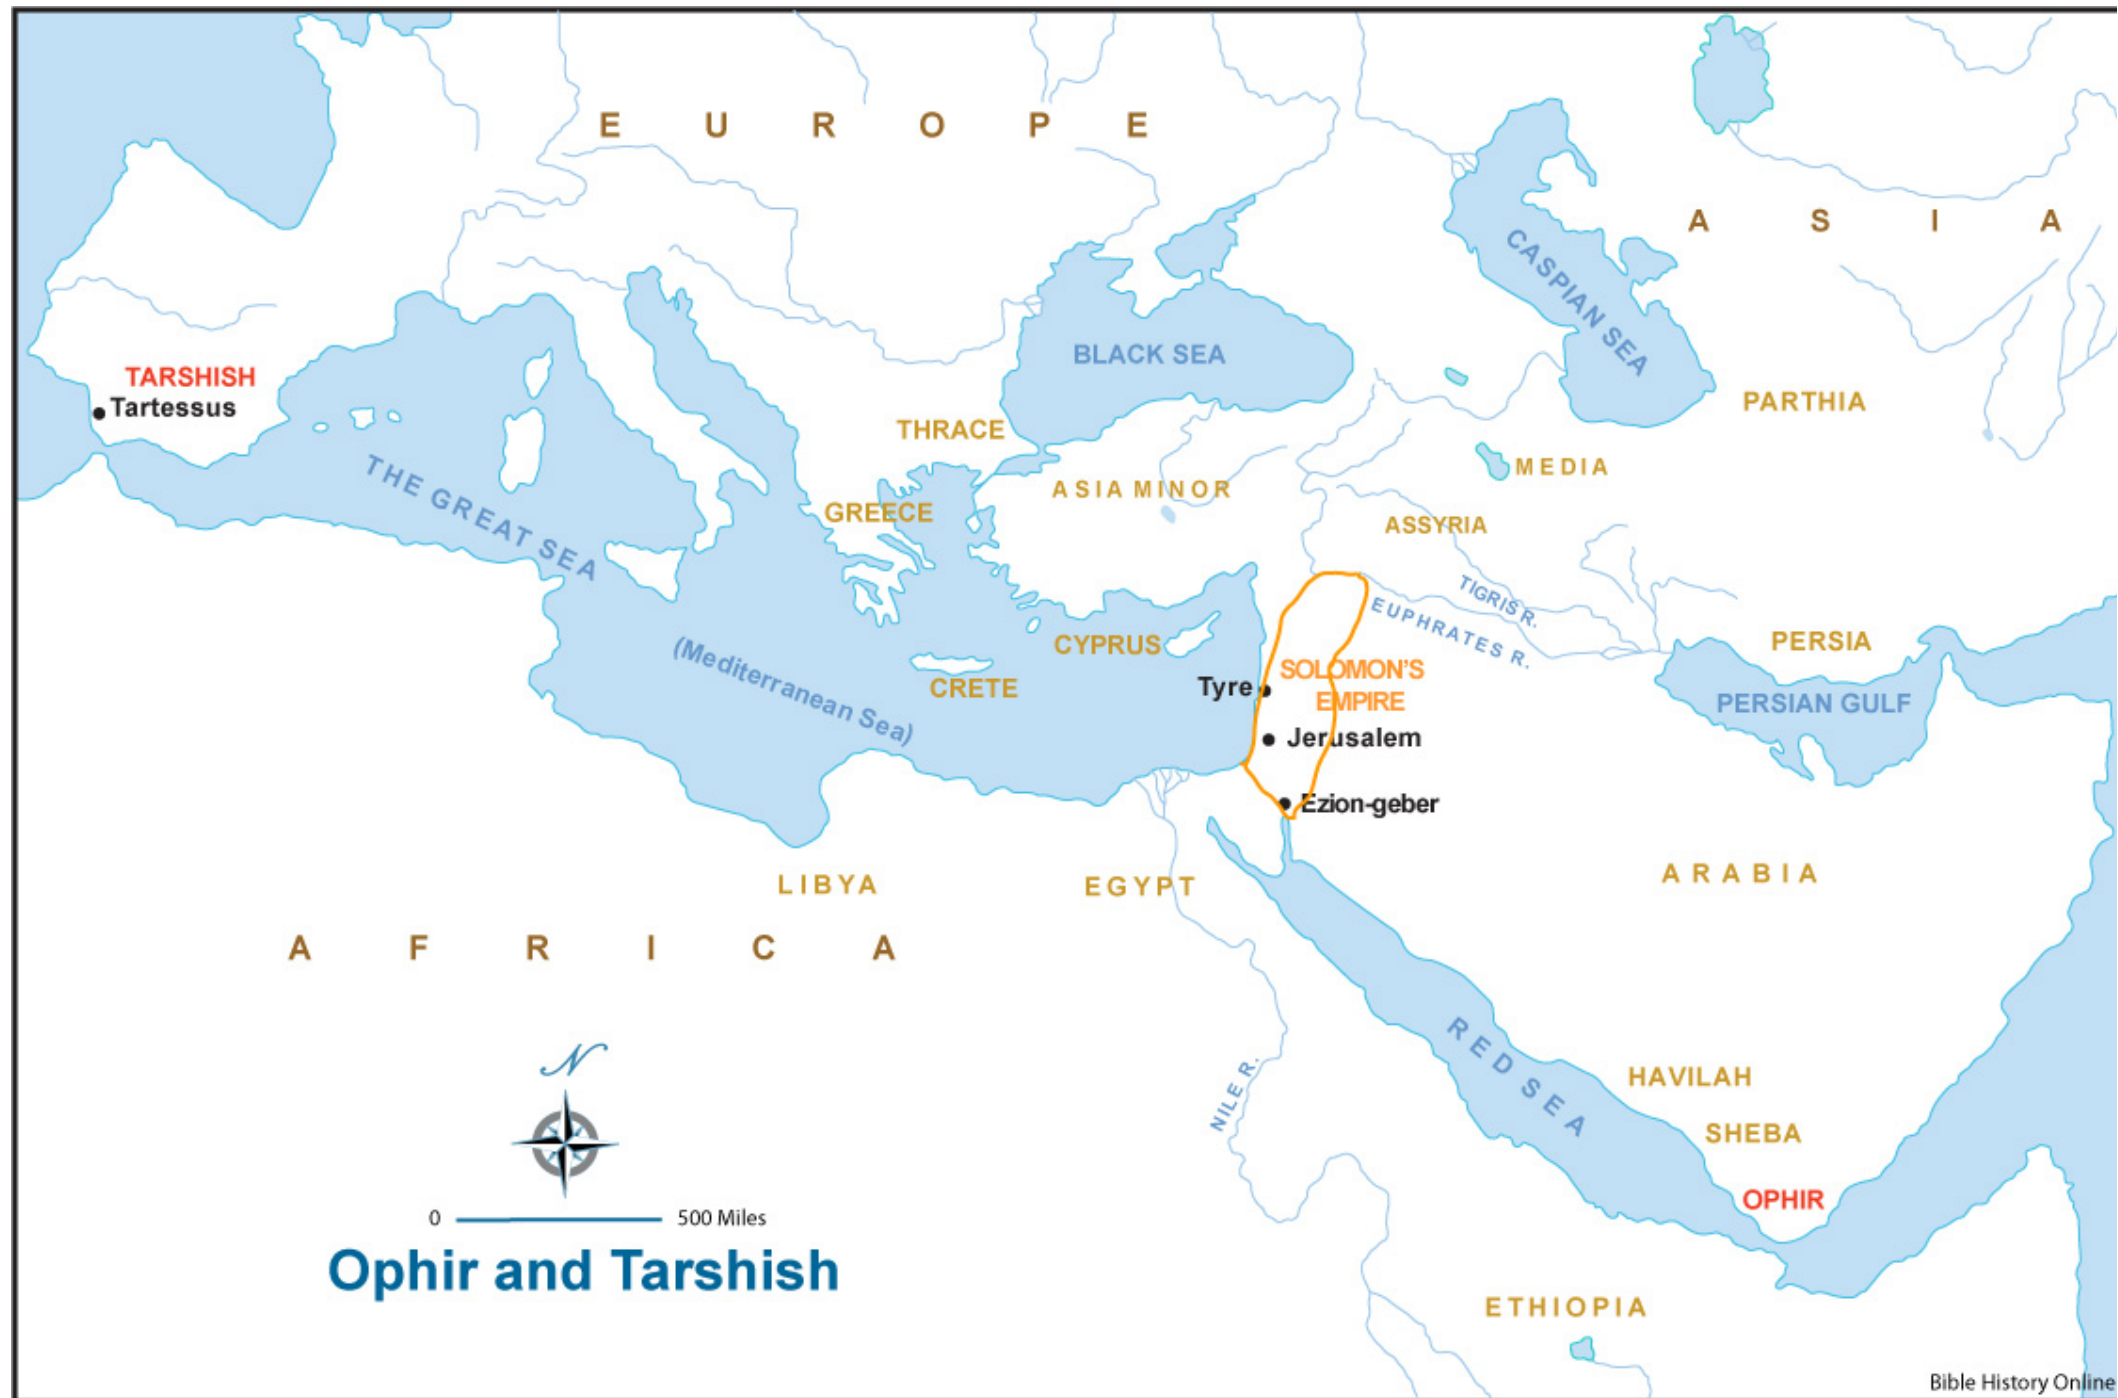 E U R O P E
A S I A
CASPIAN SEA
BLACK SEA
TARSHISH
Tartessus
PARTHIA
THRACE
THE GREAT SEA
MEDIA
ASIA MINOR
GREECE
ASSYRIA
TIGRIS R.
EUPHRATES R.
(Mediterranean Sea)
CYPRUS
PERSIA
CRETE
Tyre
SOLOMON'S
EMPIRE
PERSIAN GULF
Jerusalem
Ezion-geber
LIBYA
EGYPT
ARABIA
A F R I C A
N
RED SEA
NILE R.
HAVILAH
SHEBA
OPHIR
0 500 Miles
Ophir and Tarshish
ETHIOPIA
Bible History Online